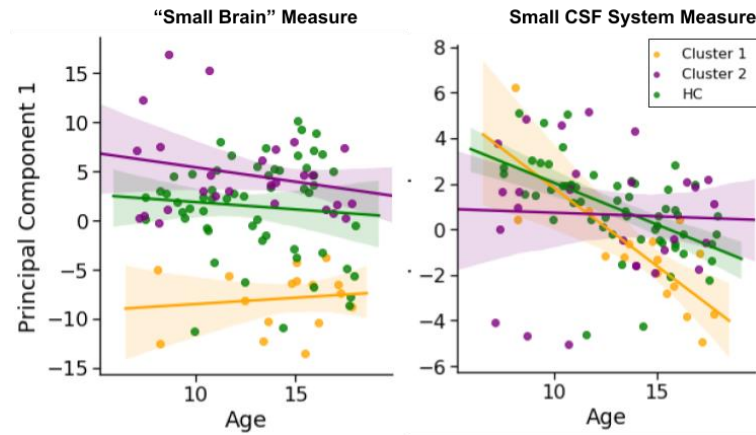 “Small Brain” Measure
Principal Component 1
15
10
5
0
−5
−10
−15
10
15
Age
Small CSF System Measure
8
6
4
2
0
−2
−4
−6
10
15
Age
Cluster 1
Cluster 2
HC